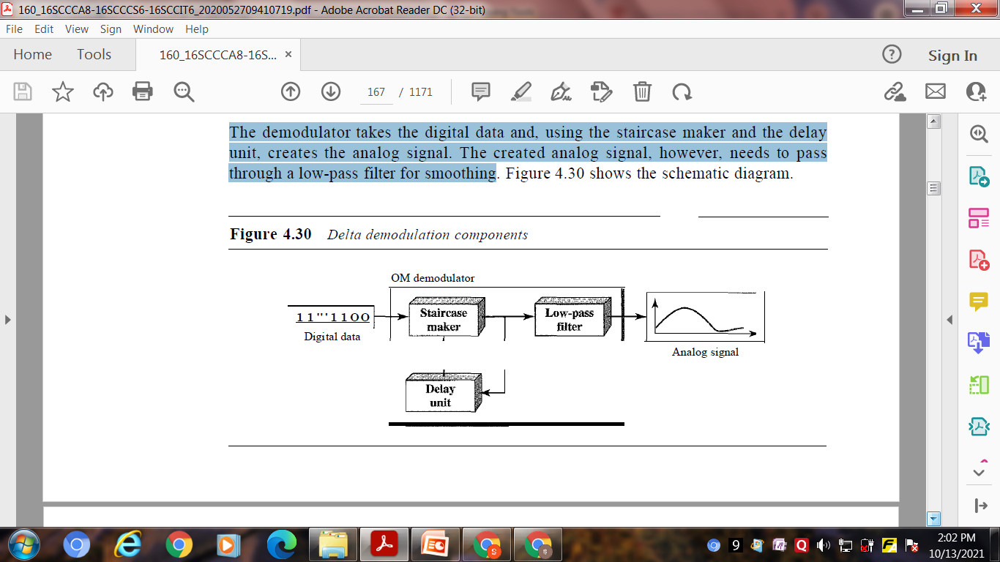 160_16SCCCA8-16SCCCS6-16SCCIT6_2020052709410719.pdf - Adobe Acrobat Reader DC (32-bit)
File Edit View Sign Window Help
Home Tools 160_16SCCCA8-16S... × ? Sign In
167 / 1171
The demodulator takes the digital data and, using the staircase maker and the delay
unit, creates the analog signal. The created analog signal, however, needs to pass
through a low-pass filter for smoothing. Figure 4.30 shows the schematic diagram.
Figure 4.30 Delta demodulation components
OM demodulator
11"'1100
Digital data
Staircase
maker
Low-pass
filter
Analog signal
Delay
unit
2:02 PM
10/13/2021